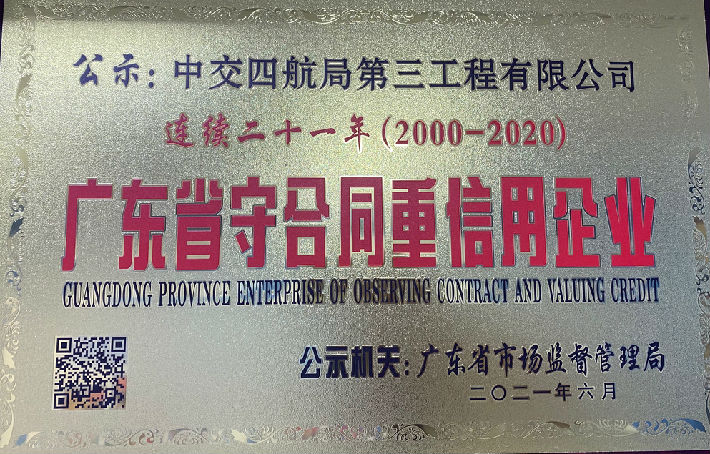 公示：中交四航局第三工程有限公司
连续二十一年(2000-2020)
广东省守合同重信用企业
GUANGDONG PROVINCE ENTERPRISE OF OBSERVING CONTRACT AND VALUING CREDIT
公示机关：广东省市场监督管理局
二〇二一年六月